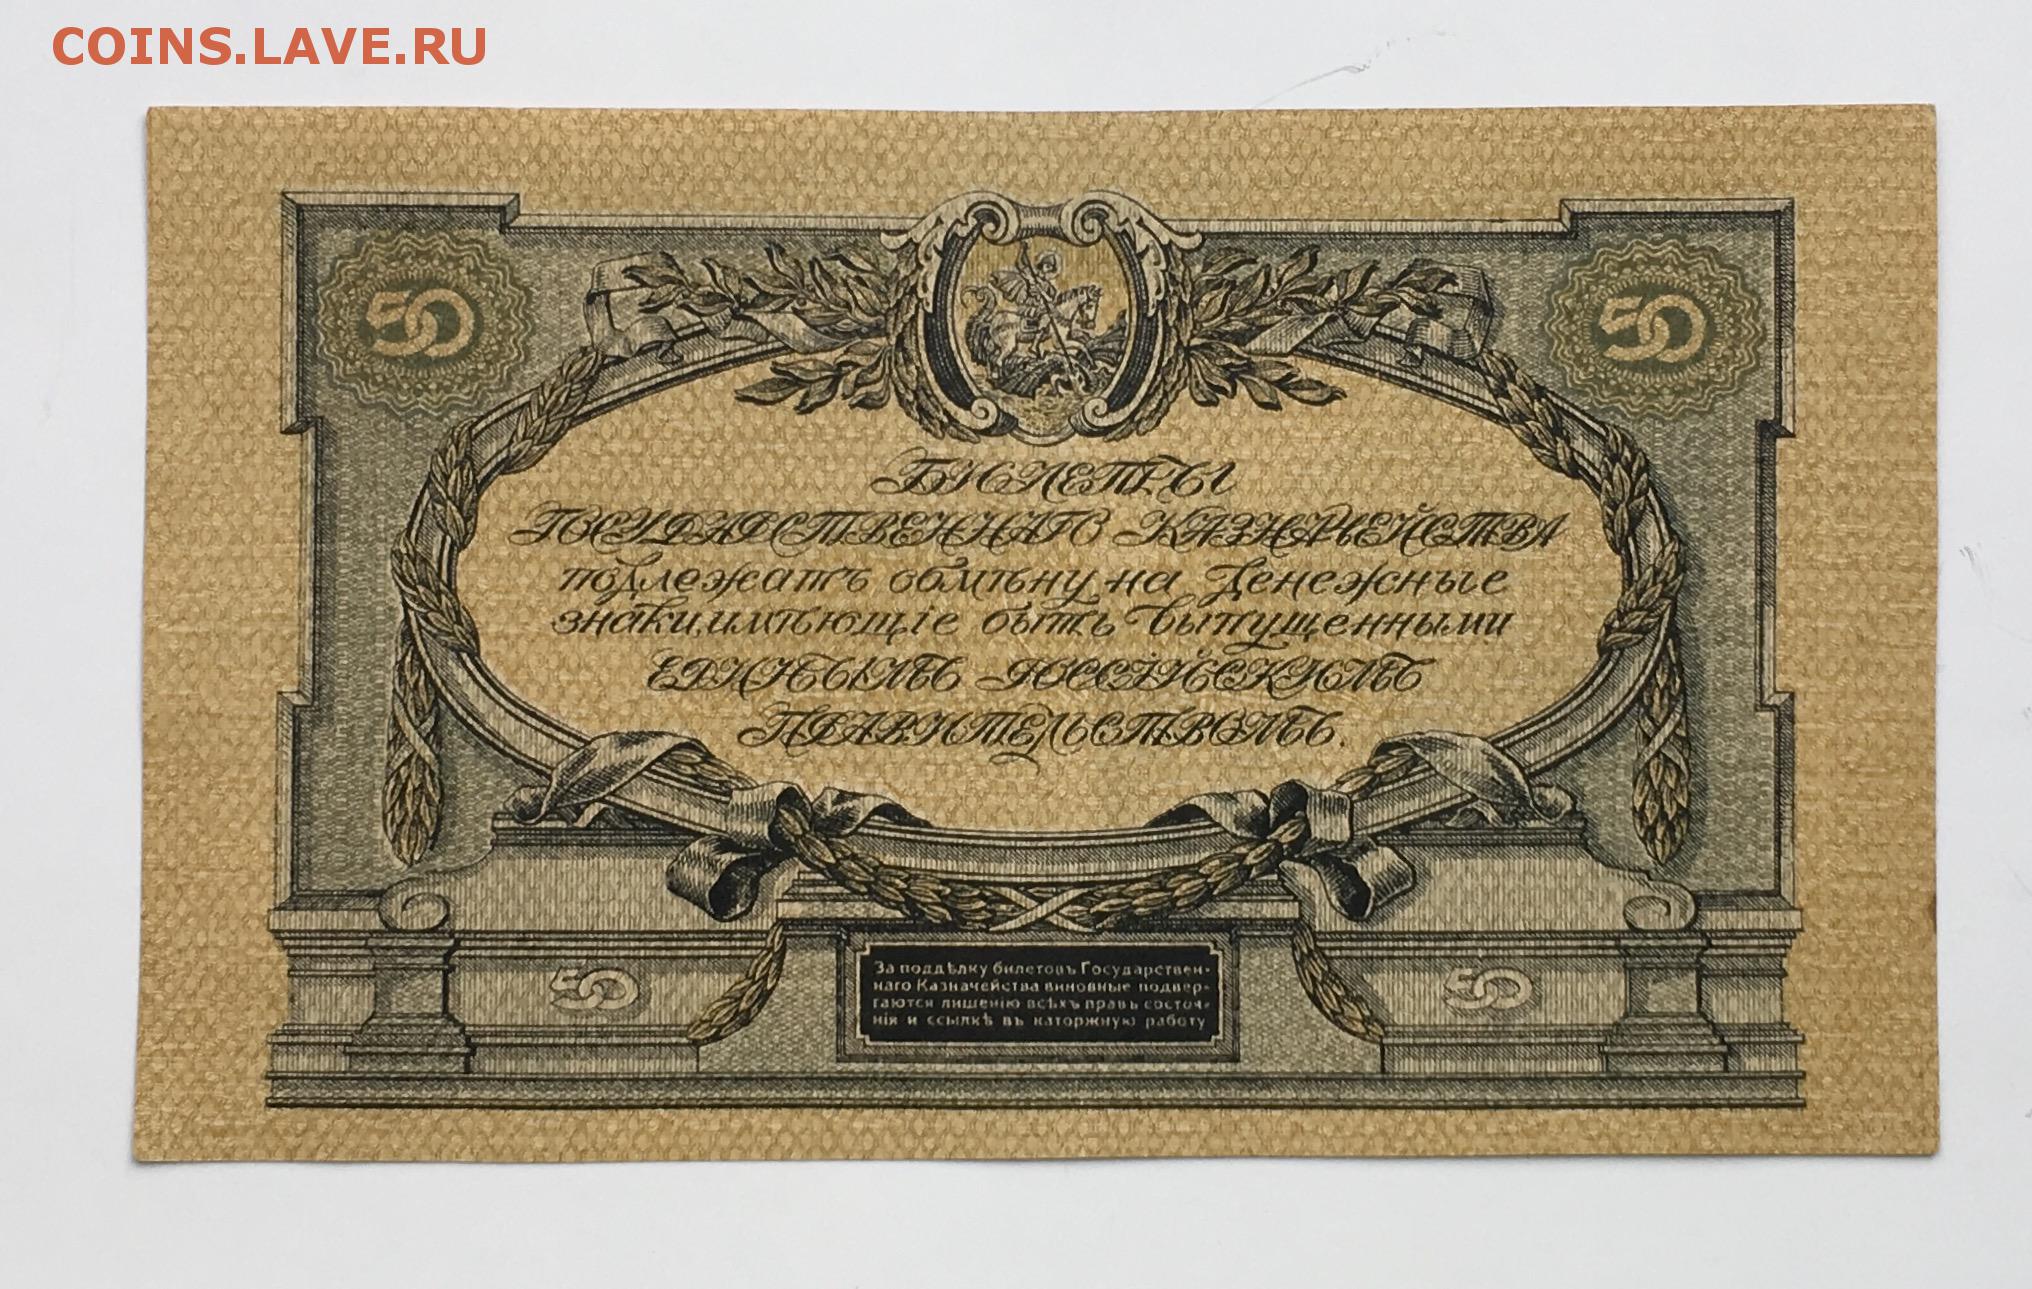 COINS.LAVE.RU
50 50
БИЛЕТЫ
ГОСУДАРСТВЕННАГО КАЗНАЧЕЙСТВА
подлежатъ обмѣну на денежные
знаки, имѣющіе быть выпущенными
ЕДИНЫМЪ РОССІЙСКИМЪ
ПРАВИТЕЛЬСТВОМЪ.
50 50
За поддѣлку билетовъ Государствен-
наго Казначейства виновные подвер-
гаются лишенію всѣхъ правъ состоя-
нія и ссылкѣ въ каторжную работу